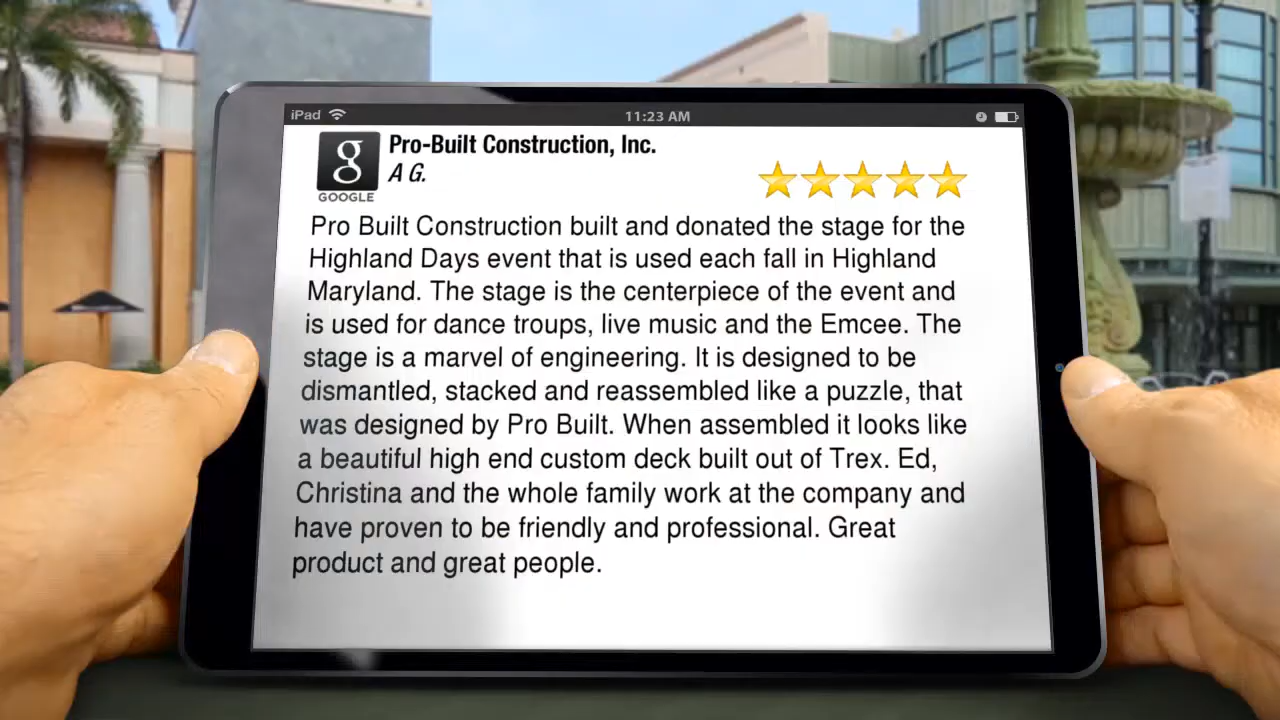 iPad 11:23 AM
g Pro-Built Construction, Inc.
A G.
GOOGLE
Pro Built Construction built and donated the stage for the
Highland Days event that is used each fall in Highland
Maryland. The stage is the centerpiece of the event and
is used for dance troups, live music and the Emcee. The
stage is a marvel of engineering. It is designed to be
dismantled, stacked and reassembled like a puzzle, that
was designed by Pro Built. When assembled it looks like
a beautiful high end custom deck built out of Trex. Ed,
Christina and the whole family work at the company and
have proven to be friendly and professional. Great
product and great people.